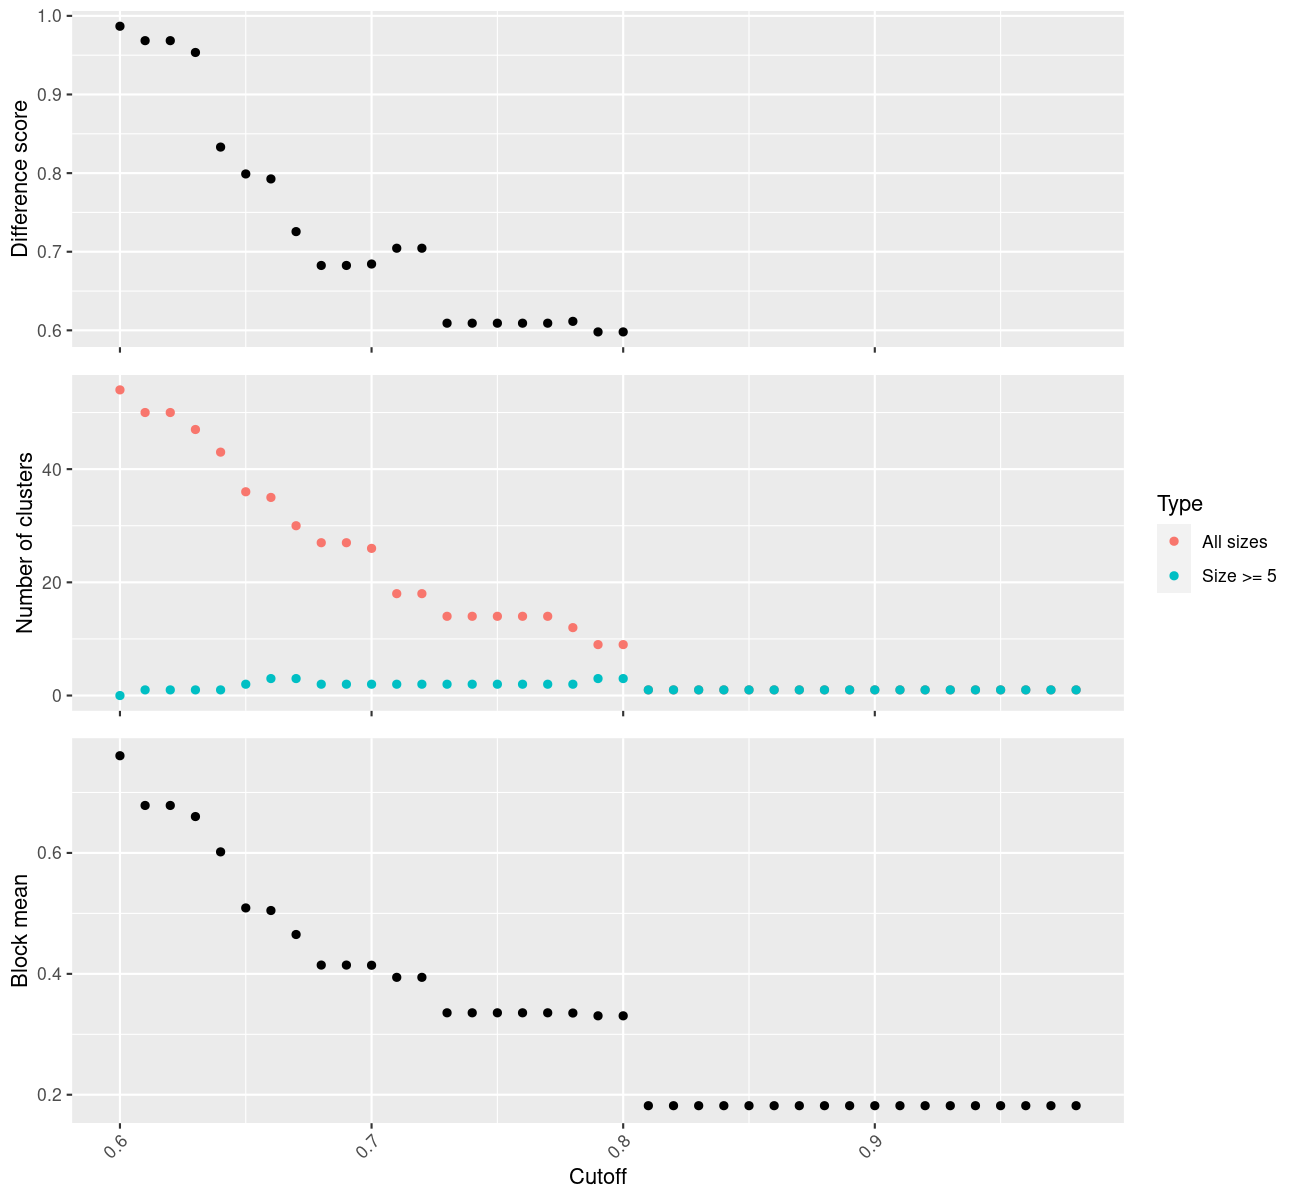 Difference score
1.0
0.9
0.8
0.7
0.6
Number of clusters
40
20
0
Type
All sizes
Size >= 5
Block mean
0.6
0.4
0.2
0.6
0.7
0.8
0.9
Cutoff